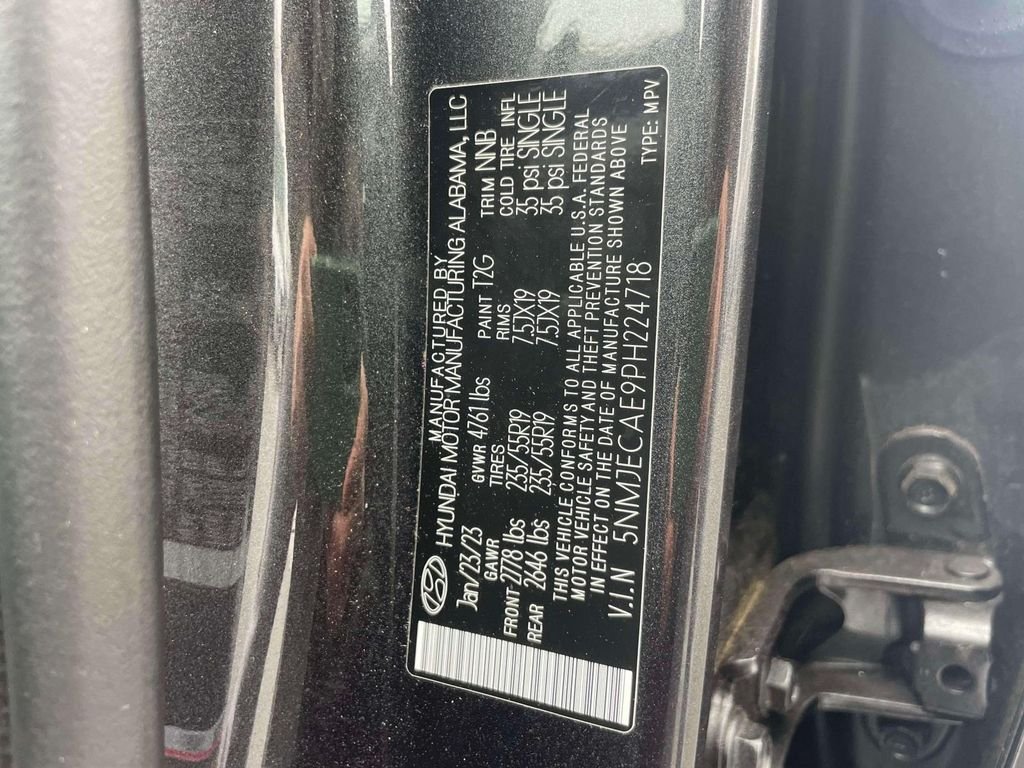 MANUFACTURED BY
HYUNDAI MOTOR MANUFACTURING ALABAMA, LLC
Jan/23/23 GVWR 4761 lbs PAINT T2G TRIM NNB
GAWR TIRES RIMS COLD TIRE INFL
FRONT-2778 lbs 235/55R19 7.5JX19 35 psi SINGLE
REAR 2646 lbs 235/55R19 7.5JX19 35 psi SINGLE
THIS VEHICLE CONFORMS TO ALL APPLICABLE U.S.A. FEDERAL
MOTOR VEHICLE SAFETY AND THEFT PREVENTION STANDARDS
IN EFFECT ON THE DATE OF MANUFACTURE SHOWN ABOVE
V.I.N 5NMJECAE9PH224718 TYPE: MPV